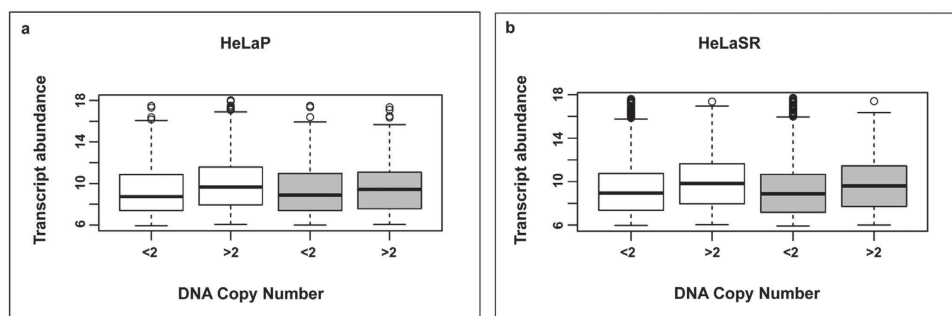 a
HeLaP
Transcript abundance
18
14
10
6
<2
>2
<2
>2
DNA Copy Number
b
HeLaSR
Transcript abundance
18
14
10
6
<2
>2
<2
>2
DNA Copy Number